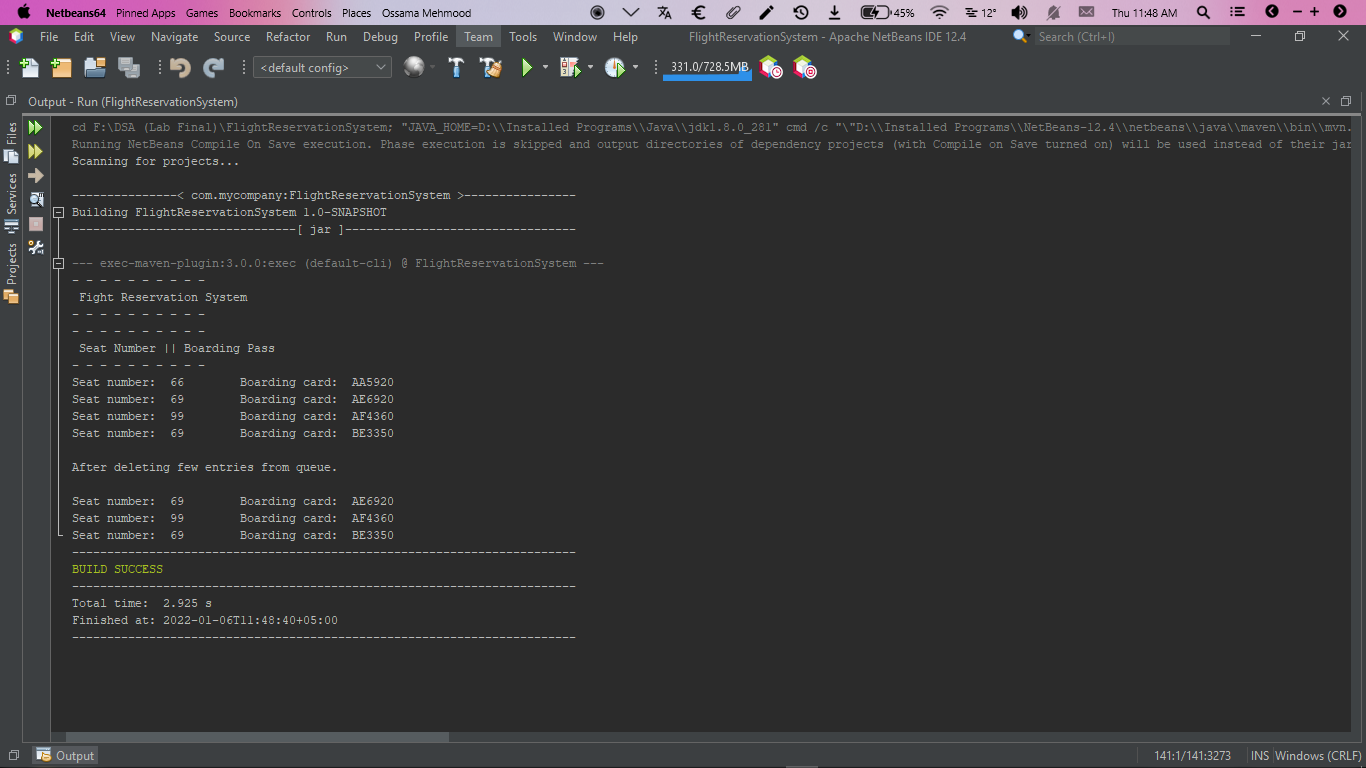 Netbeans64 Pinned Apps Games Bookmarks Controls Places Ossama Mehmood 45% 12° Thu 11:48 AM
File Edit View Navigate Source Refactor Run Debug Profile Team Tools Window Help FlightReservationSystem - Apache NetBeans IDE 12.4 Search (Ctrl+I)
<default config> 331.0/728.5MB
Output - Run (FlightReservationSystem)
Files
Services
Projects
cd F:\DSA (Lab Final)\FlightReservationSystem; "JAVA_HOME=D:\\Installed Programs\\Java\\jdk1.8.0_281" cmd /c "\"D:\\Installed Programs\\NetBeans-12.4\\netbeans\\java\\maven\\bin\\mvn.
Running NetBeans Compile On Save execution. Phase execution is skipped and output directories of dependency projects (with Compile on Save turned on) will be used instead of their jar
Scanning for projects...
---------------< com.mycompany:FlightReservationSystem >----------------
Building FlightReservationSystem 1.0-SNAPSHOT
--------------------------------[ jar ]---------------------------------
--- exec-maven-plugin:3.0.0:exec (default-cli) @ FlightReservationSystem ---
- - - - - - - - - -
Fight Reservation System
- - - - - - - - - -
- - - - - - - - - -
Seat Number || Boarding Pass
- - - - - - - - - -
Seat number: 66 Boarding card: AA5920
Seat number: 69 Boarding card: AE6920
Seat number: 99 Boarding card: AF4360
Seat number: 69 Boarding card: BE3350
After deleting few entries from queue.
Seat number: 69 Boarding card: AE6920
Seat number: 99 Boarding card: AF4360
Seat number: 69 Boarding card: BE3350
------------------------------------------------------------------------
BUILD SUCCESS
------------------------------------------------------------------------
Total time: 2.925 s
Finished at: 2022-01-06T11:48:40+05:00
------------------------------------------------------------------------
Output 141:1/141:3273 INS Windows (CRLF)